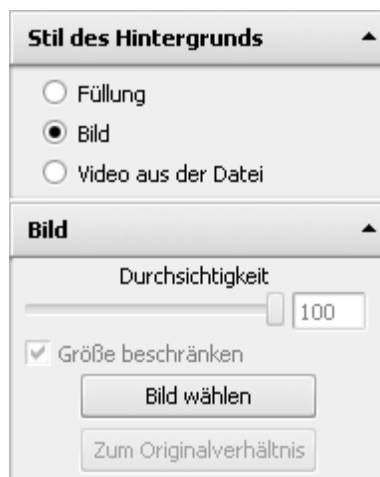 Stil des Hintergrunds
Füllung
Bild
Video aus der Datei
Bild
Durchsichtigkeit
100
Größe beschränken
Bild wählen
Zum Originalverhältnis